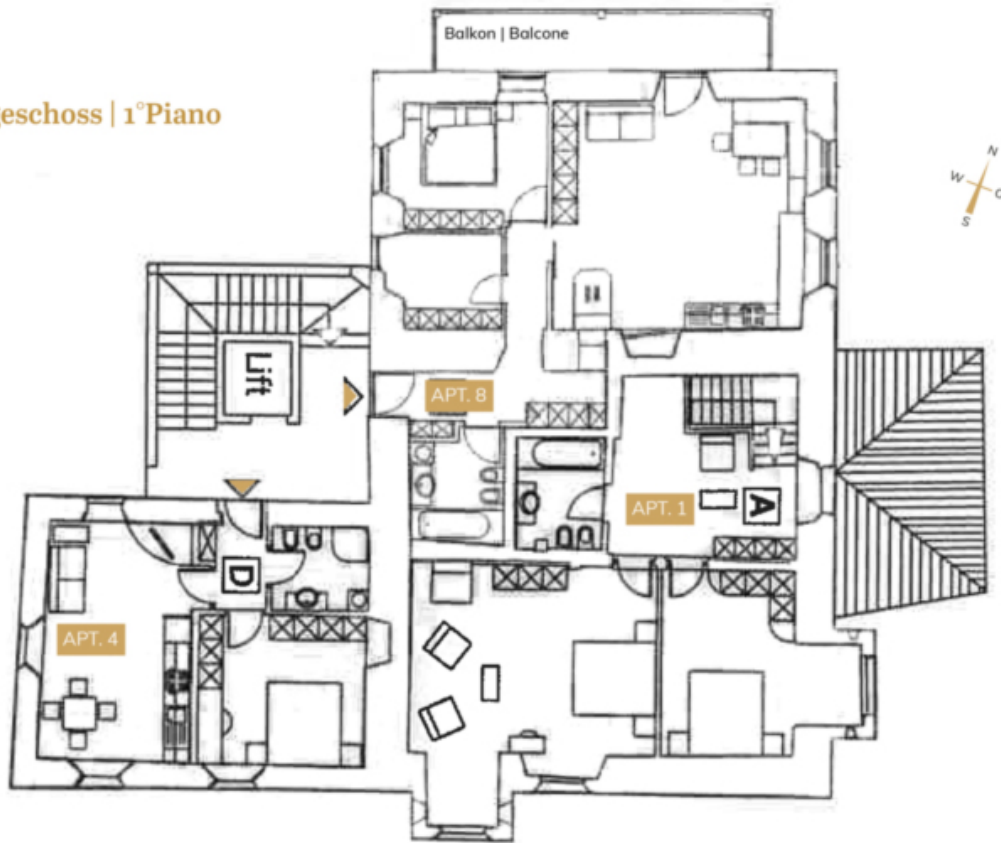 Balkon | Balcone
geschoss | 1°Piano
N
W
O
S
Lift
APT. 8
APT. 1
A
D
APT. 4